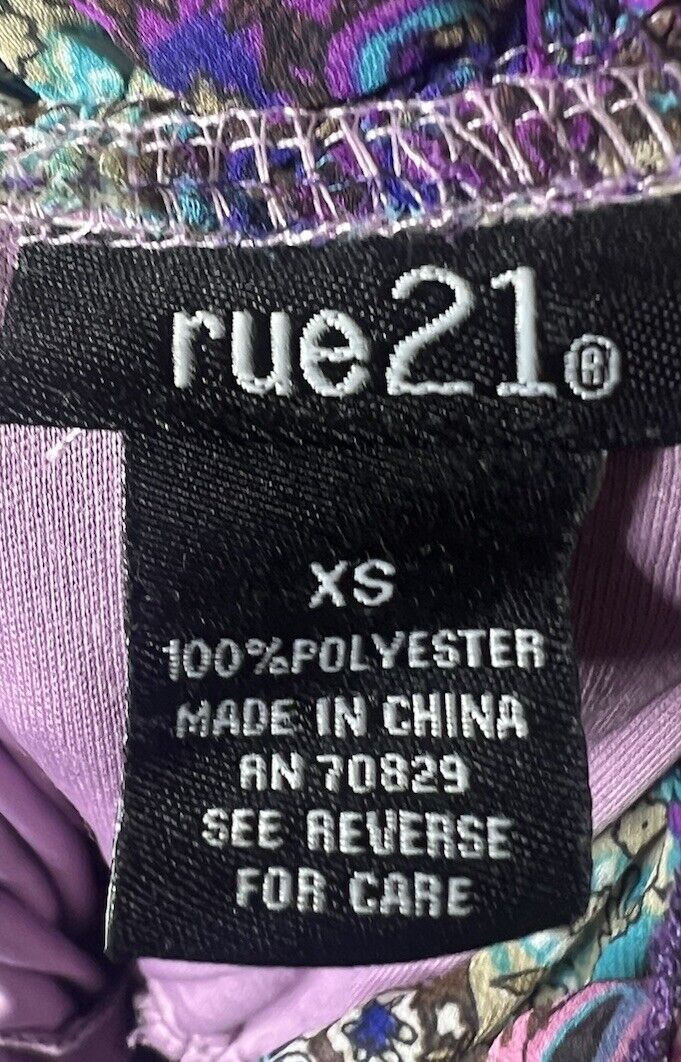 rue21®
XS
100%POLYESTER
MADE IN CHINA
RN 70829
SEE REVERSE
FOR CARE